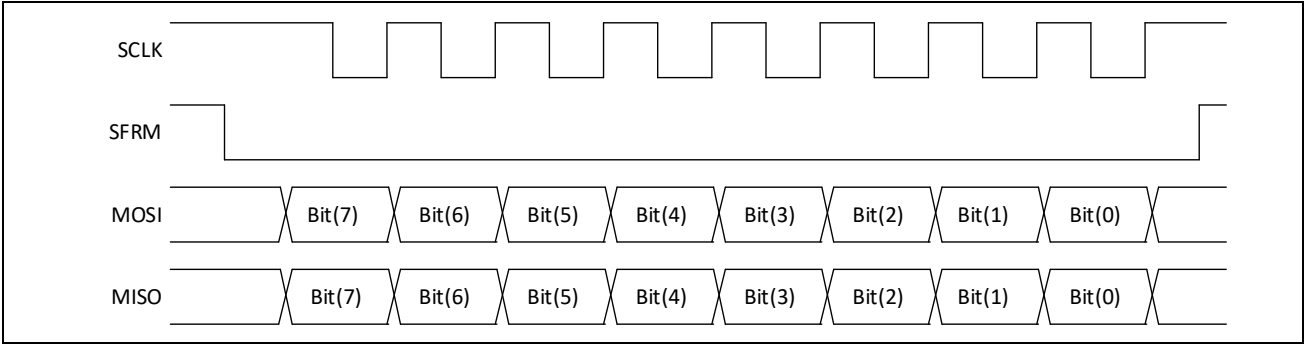 SCLK
SFRM
MOSI Bit(7) Bit(6) Bit(5) Bit(4) Bit(3) Bit(2) Bit(1) Bit(0)
MISO Bit(7) Bit(6) Bit(5) Bit(4) Bit(3) Bit(2) Bit(1) Bit(0)